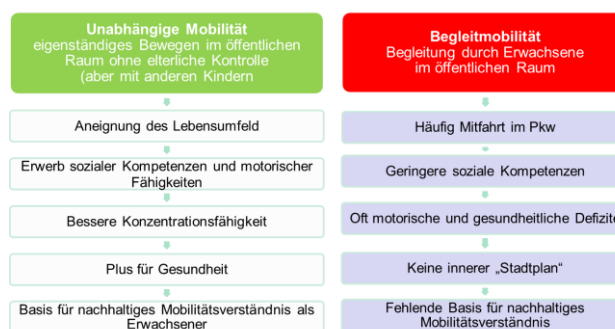 Unabhängige Mobilität
eigenständiges Bewegen im öffentlichen
Raum ohne elterliche Kontrolle
(aber mit anderen Kindern
Aneignung des Lebensumfeld
Erwerb sozialer Kompetenzen und motorischer
Fähigkeiten
Bessere Konzentrationsfähigkeit
Plus für Gesundheit
Basis für nachhaltiges Mobilitätsverständnis als
Erwachsener
Begleitmobilität
Begleitung durch Erwachsene
im öffentlichen Raum
Häufig Mitfahrt im Pkw
Geringere soziale Kompetenzen
Oft motorische und gesundheitliche Defizite
Keine innerer „Stadtplan“
Fehlende Basis für nachhaltiges
Mobilitätsverständnis